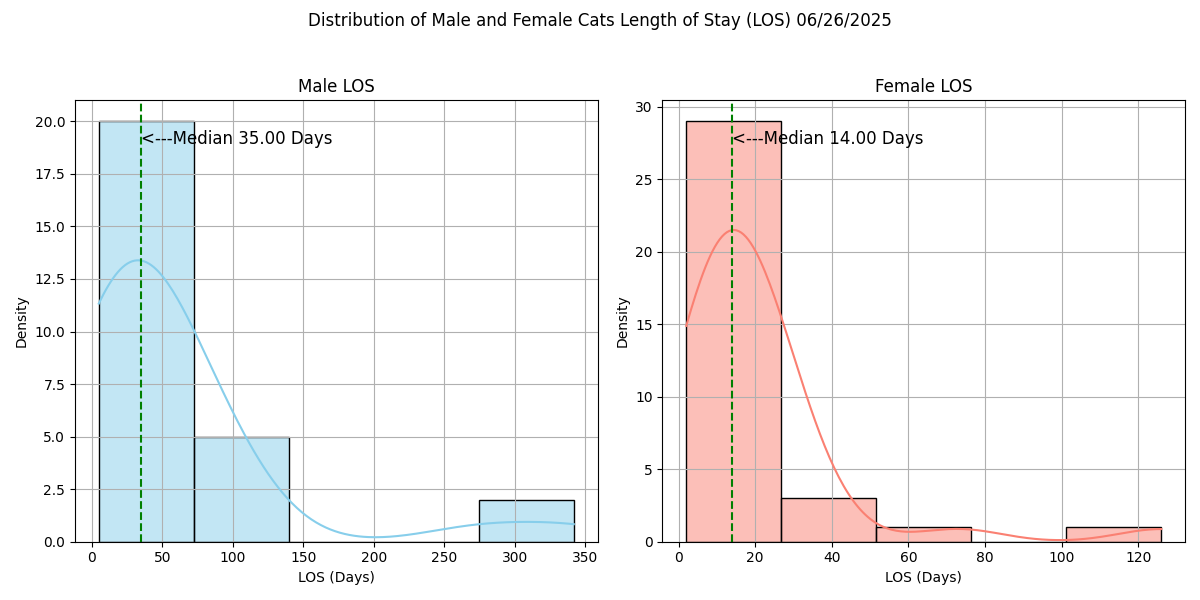 Distribution of Male and Female Cats Length of Stay (LOS) 06/26/2025
Male LOS
20.0
17.5
15.0
12.5
10.0
7.5
5.0
2.5
0.0
Density
<---Median 35.00 Days
0 50 100 150 200 250 300 350
LOS (Days)
Female LOS
30
25
20
15
10
5
0
Density
<---Median 14.00 Days
0 20 40 60 80 100 120
LOS (Days)